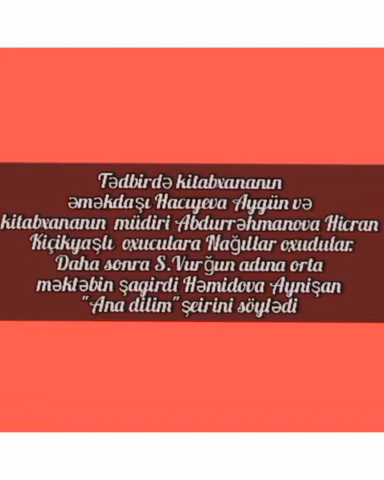 Tədbirdə kitabxananın
əməkdaşı Hacıyeva Aygün və
kitabxananın müdiri Abdurrəhmanova Hicran
Kiçikyaşlı oxuculara Nağıllar oxudular.
Daha sonra S.Vurğun adına orta
məktəbin şagirdi Həmidova Aynişan
"Ana dilim" şeirini söylədi